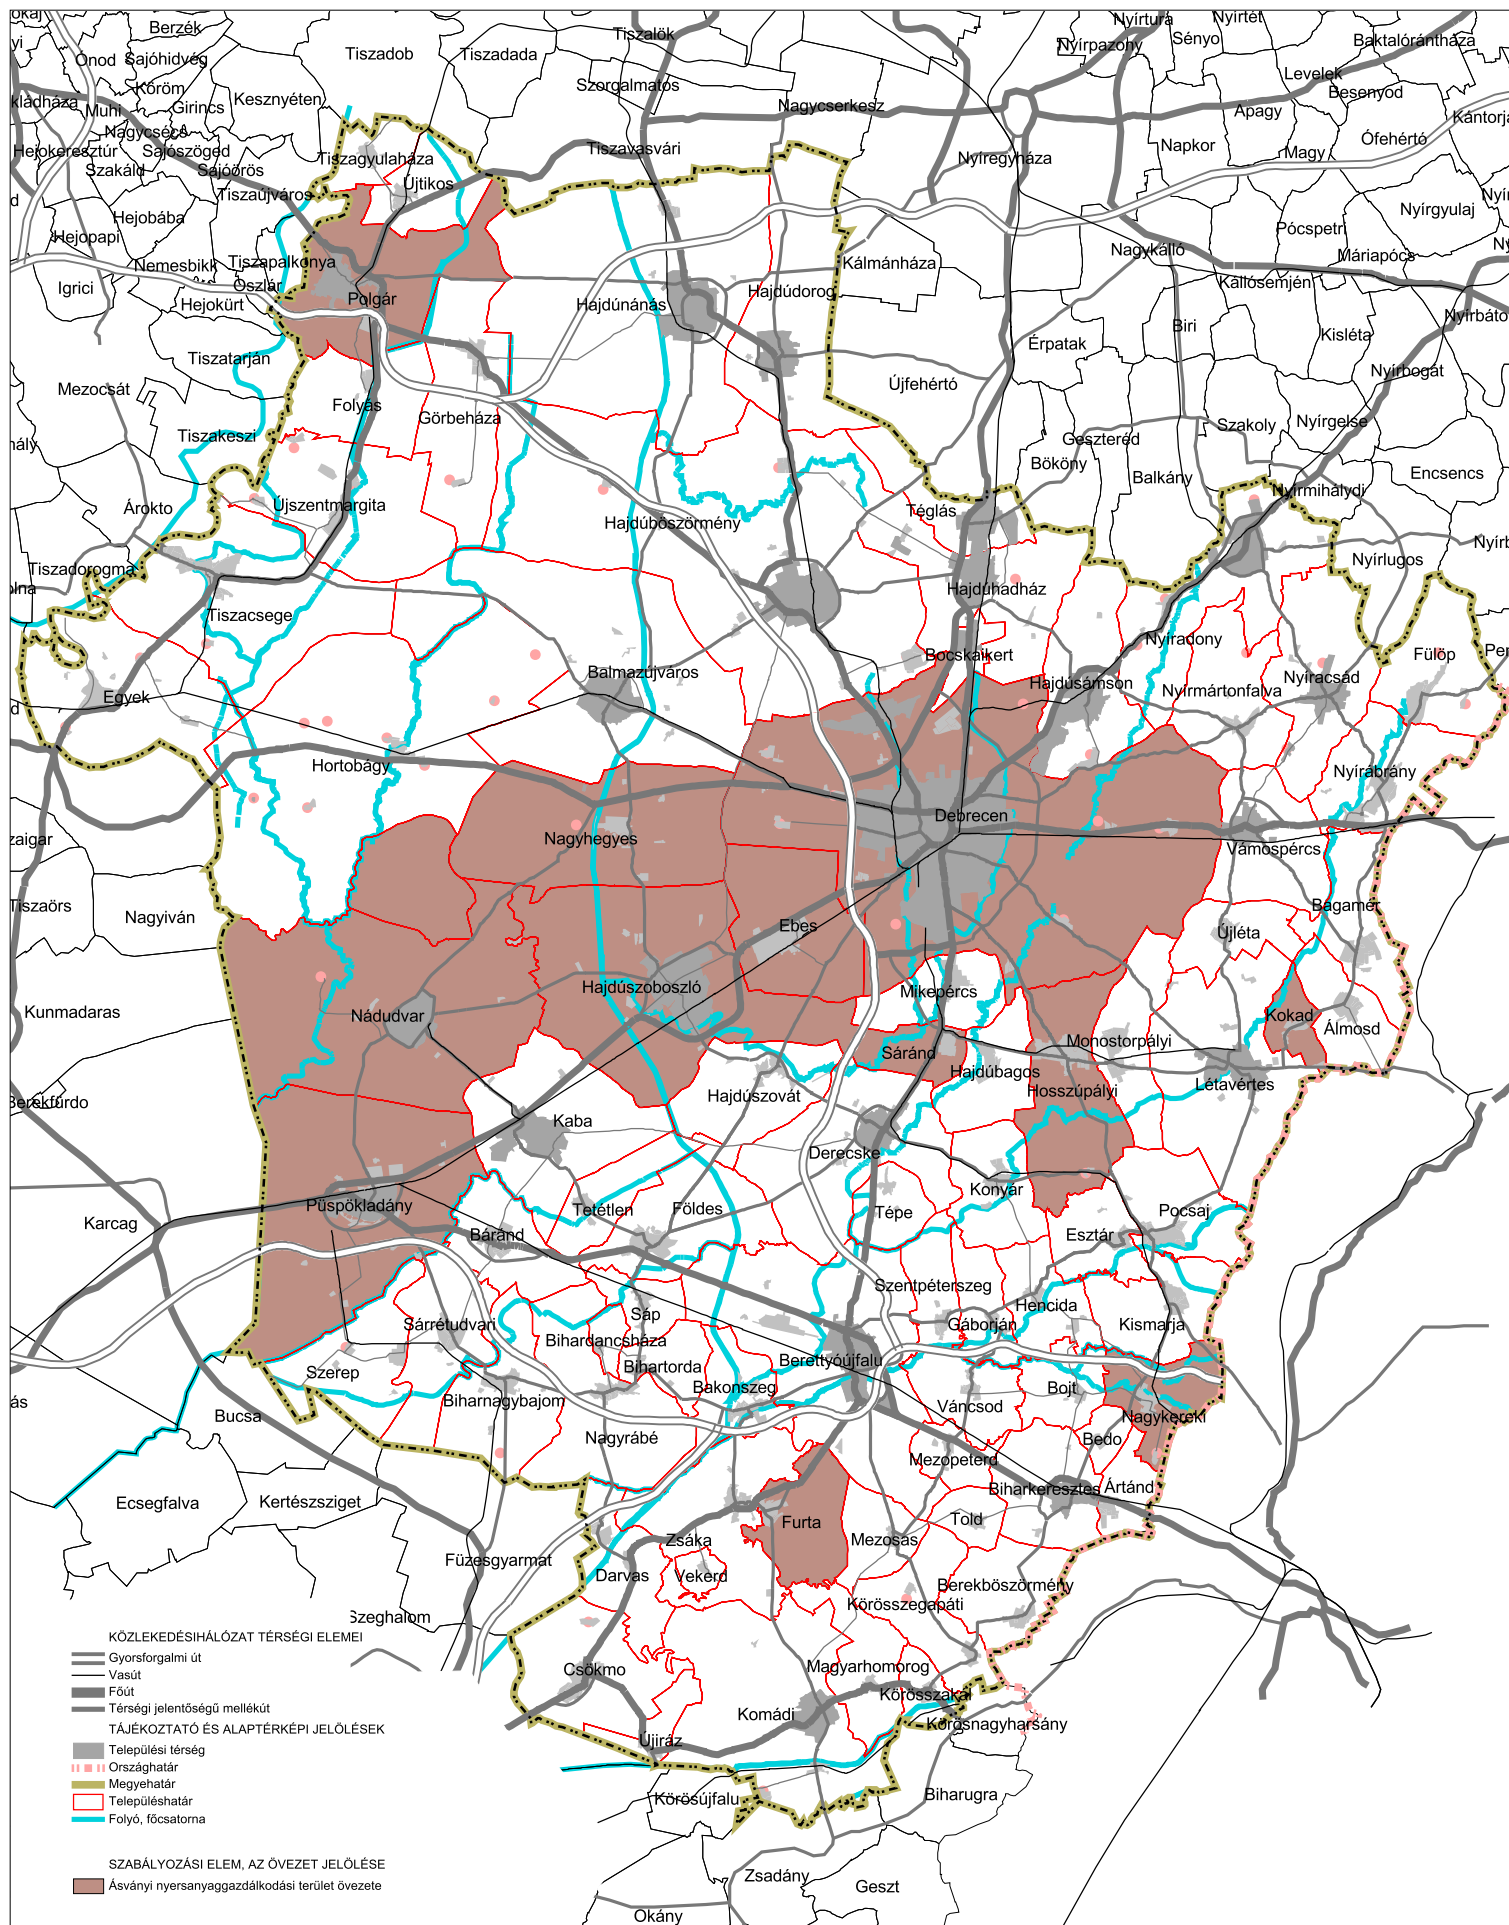 Berzék
Tiszadob
Tiszadada
Tiszalök
Nyírtura
Nyírtét
Ónod
Sajóhídvég
Nyírpazony
Sényo
Baktalórántháza
Köröm
Girincs
Kesznyéten
Szorgalmatos
Levelek
Besenyod
Muhi
Nagycserkesz
Apagy
Nagycsécs
Ófehértó
Hejokeresztúr
Sajószöged
Tiszagyulaháza
Tiszavasvári
Nyíregyháza
Napkor
Magy
Szakáld
Sajóörös
Tiszaújváros
Újtikos
Hejobába
Nyírgyulaj
Hejopapi
Pócspetri
Nemesbikk
Tiszapalkonya
Kálmánháza
Nagykálló
Máriapócs
Igrici
Oszlár
Kállósemjén
Hejokürt
Polgár
Hajdúnánás
Hajdúdorog
Tiszatarján
Érpatak
Biri
Kisléta
Mezocsát
Újfehértó
Nyírbogát
Folyás
Görbeháza
Tiszakeszi
Szakoly
Nyírgelse
Geszteréd
Bököny
Balkány
Encsencs
Árokto
Újszentmargita
Hajdúböszörmény
Téglás
Nyírmihálydi
Tiszadorogma
Nyírlugos
Tiszacsege
Hajdúhadház
Nyíradony
Bocskaikert
Fülöp
Egyek
Balmazújváros
Hajdúsámson
Nyírmártonfalva
Nyíracsád
Hortobágy
Nyírábrány
Nagyhegyes
Debrecen
Vámospércs
Tiszaörs
Nagyiván
Ebes
Bagamér
Újléta
Kunmadaras
Nádudvar
Hajdúszoboszló
Mikepércs
Kokad
Álmosd
Sáránd
Monostorpályi
Hajdúbagos
Hosszúpályi
Létavértes
Berekfürdo
Hajdúszovát
Kaba
Derecske
Konyár
Karcag
Püspökladány
Tetétlen
Földes
Tépe
Pocsaj
Báránd
Esztár
Szentpéterszeg
Hencida
Sárrétudvari
Sáp
Gáborján
Kismarja
Bihardancsháza
Szerep
Bihartorda
Berettyóújfalu
Biharnagybajom
Bakonszeg
Bojt
Bucsa
Váncsod
Nagykereki
Nagyrábé
Bedo
Mezopeterd
Ecsegfalva
Kertészsziget
Biharkeresztes
Ártánd
Furta
Told
Füzesgyarmat
Zsáka
Mezosas
Darvas
Vekerd
Berekböszörmény
Körösszegapáti
Szeghalom
Csökmo
Magyarhomorog
Körösszakál
Komádi
Körösnagyharsány
Újiráz
Körösújfalu
Biharugra
Zsadány
Geszt
Okány
KÖZLEKEDÉSIHÁLÓZAT TÉRSÉGI ELEMEI
Gyorsforgalmi út
Vasút
Főút
Térségi jelentőségű mellékút
TÁJÉKOZTATÓ ÉS ALAPTÉRKÉPI JELÖLÉSEK
Települési térség
Országhatár
Megyehatár
Településhatár
Folyó, főcsatorna
SZABÁLYOZÁSI ELEM, AZ ÖVEZET JELÖLÉSE
Ásványi nyersanyaggazdálkodási terület övezete